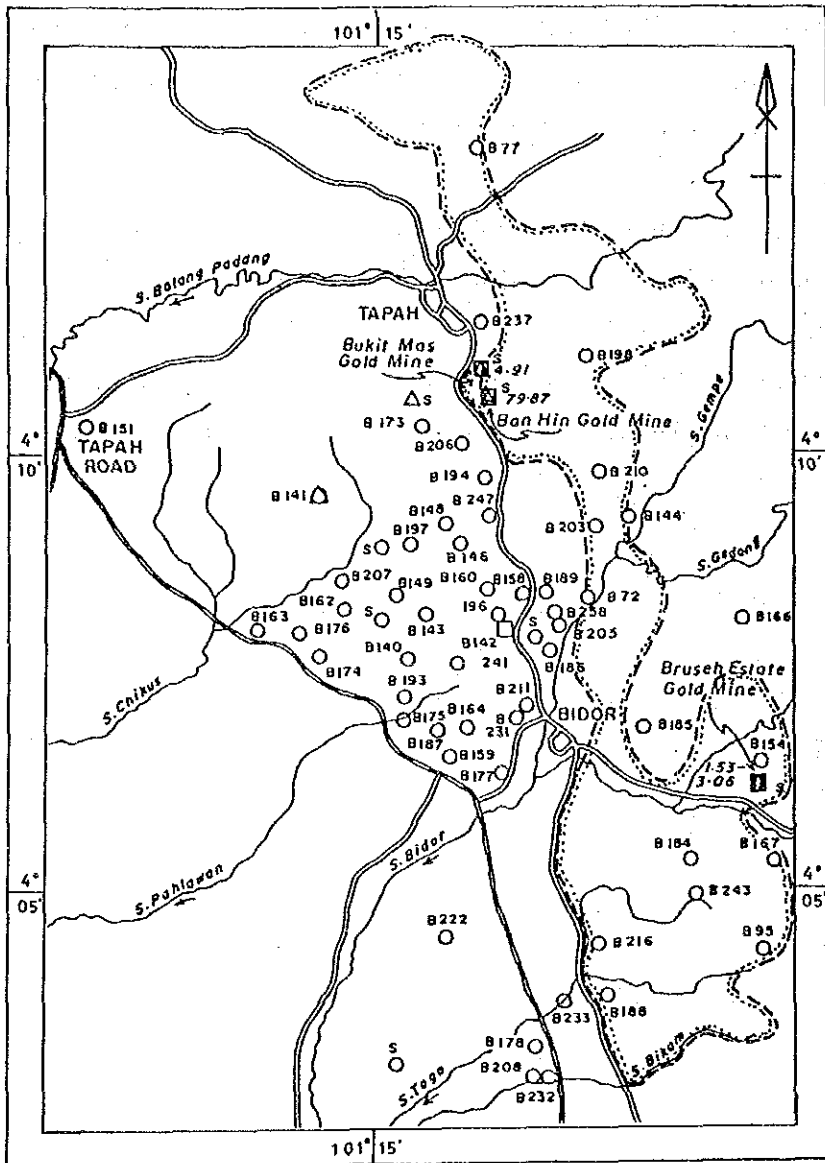 101° 15'
B 77
S. Batang Padang
TAPAH
B 237
Bukit Mas
Gold Mine
S
4·91
B 198
S
79·87
S. Gempe
S
B 173
Ban Hin Gold Mine
4°
10'
B 151
TAPAH
ROAD
B 206
4°
10'
B 194
B 210
B 141
B 247
B 148
B 203
B 144
B 197
S
B 146
S. Gedong
B 207
B 149
B 160
B 158
B 189
B 72
B 162
196
B 258
B 166
B 163
S
B 143
B 142
S
B 205
B 176
B 140
241
B 186
B 174
Bruseh Estate
Gold Mine
B 193
B 211
S. Chikus
B 175
B 164
B
231
BIDOR
B 185
B 154
B 187
B 159
1·53–
3·06
S
B 177
S. Bidor
B 184
B 167
4°
05'
S. Pahlawan
B 243
4°
05'
B 222
B 216
B 95
B 233
B 188
S
B 178
S. Bikam
B 208
S. Toga
B 232
101° 15'